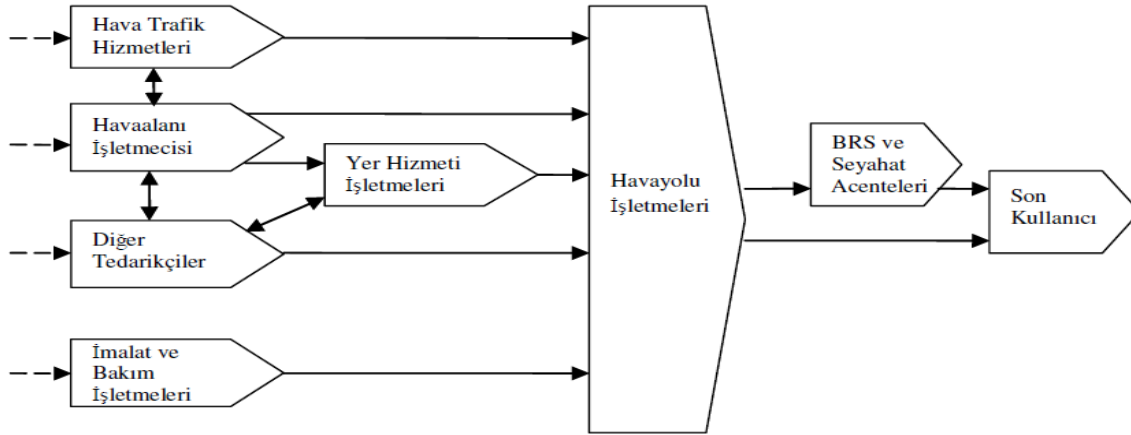 Hava Trafik
Hizmetleri
Havaalanı
İşletmecisi
Yer Hizmeti
İşletmeleri
Diğer
Tedarikçiler
İmalat ve
Bakım
İşletmeleri
Havayolu
İşletmeleri
BRS ve
Seyahat
Acenteleri
Son
Kullanıcı